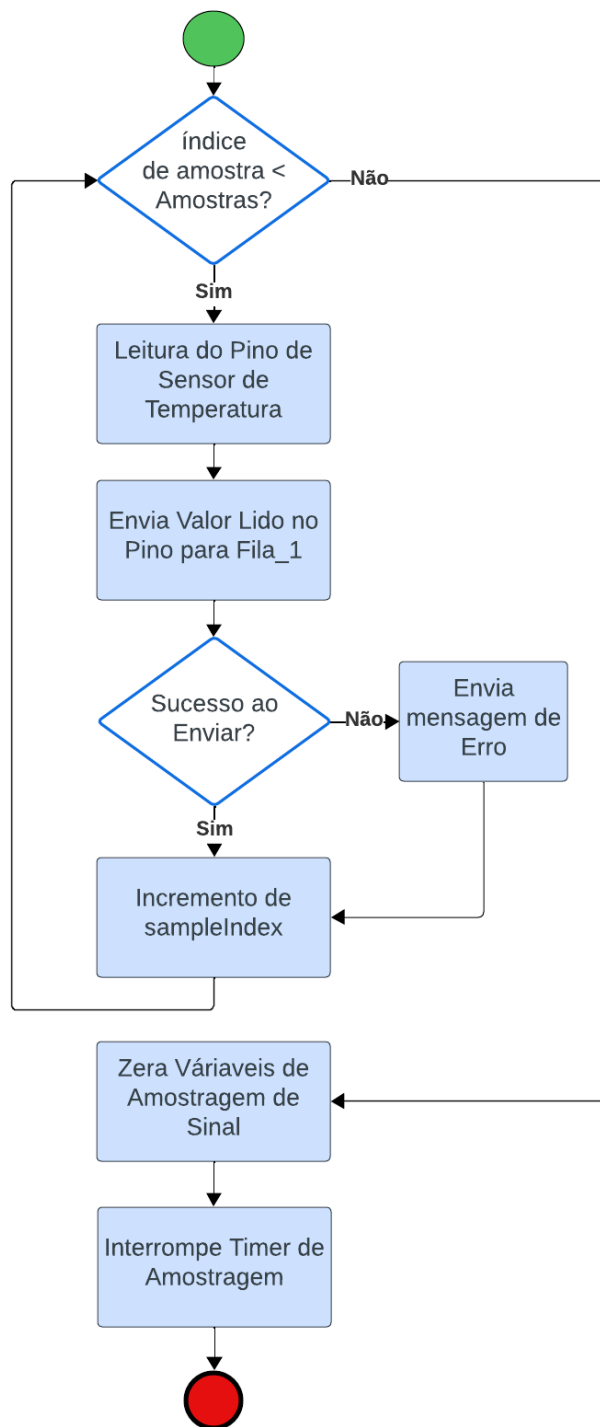 índice
de amostra <
Amostras?
Não
Sim
Leitura do Pino de
Sensor de
Temperatura
Envia Valor Lido no
Pino para Fila_1
Sucesso ao
Enviar?
Não
Envia
mensagem de
Erro
Sim
Incremento de
sampleIndex
Zera Váriaveis de
Amostragem de
Sinal
Interrompe Timer de
Amostragem